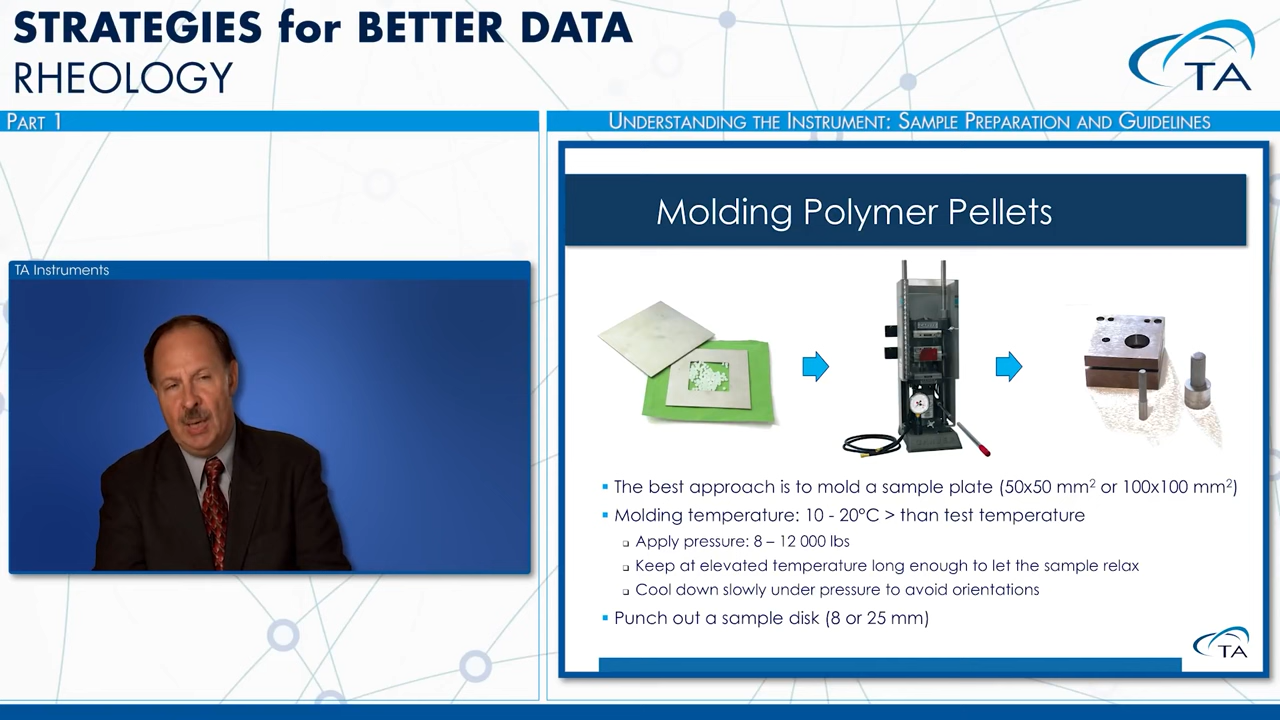 STRATEGIES for BETTER DATA
RHEOLOGY
TA
PART 1
UNDERSTANDING THE INSTRUMENT: SAMPLE PREPARATION AND GUIDELINES
TA Instruments
Molding Polymer Pellets
▪ The best approach is to mold a sample plate (50x50 mm² or 100x100 mm²)
▪ Molding temperature: 10 - 20°C > than test temperature
❑ Apply pressure: 8 – 12 000 lbs
❑ Keep at elevated temperature long enough to let the sample relax
❑ Cool down slowly under pressure to avoid orientations
▪ Punch out a sample disk (8 or 25 mm)
TA